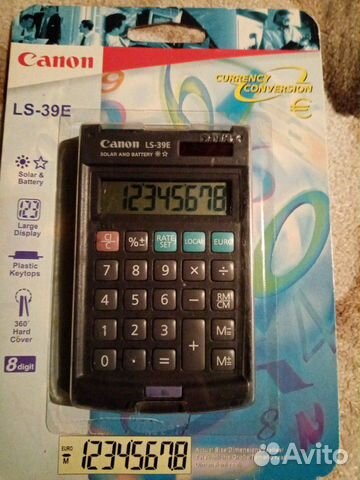 Canon
CURRENCY
CONVERSION
€
LS-39E
Solar &
Battery
123
Large
Display
Plastic
Keytops
360°
Hard
Cover
8 digit
Canon LS-39E
SOLAR AND BATTERY
12345678
CI/C %± RATE SET LOCAL EURO
7 8 9 × ÷
4 5 6 − RM/CM
1 2 3 + M=
0 . = M±
EURO
M
12345678
Avito